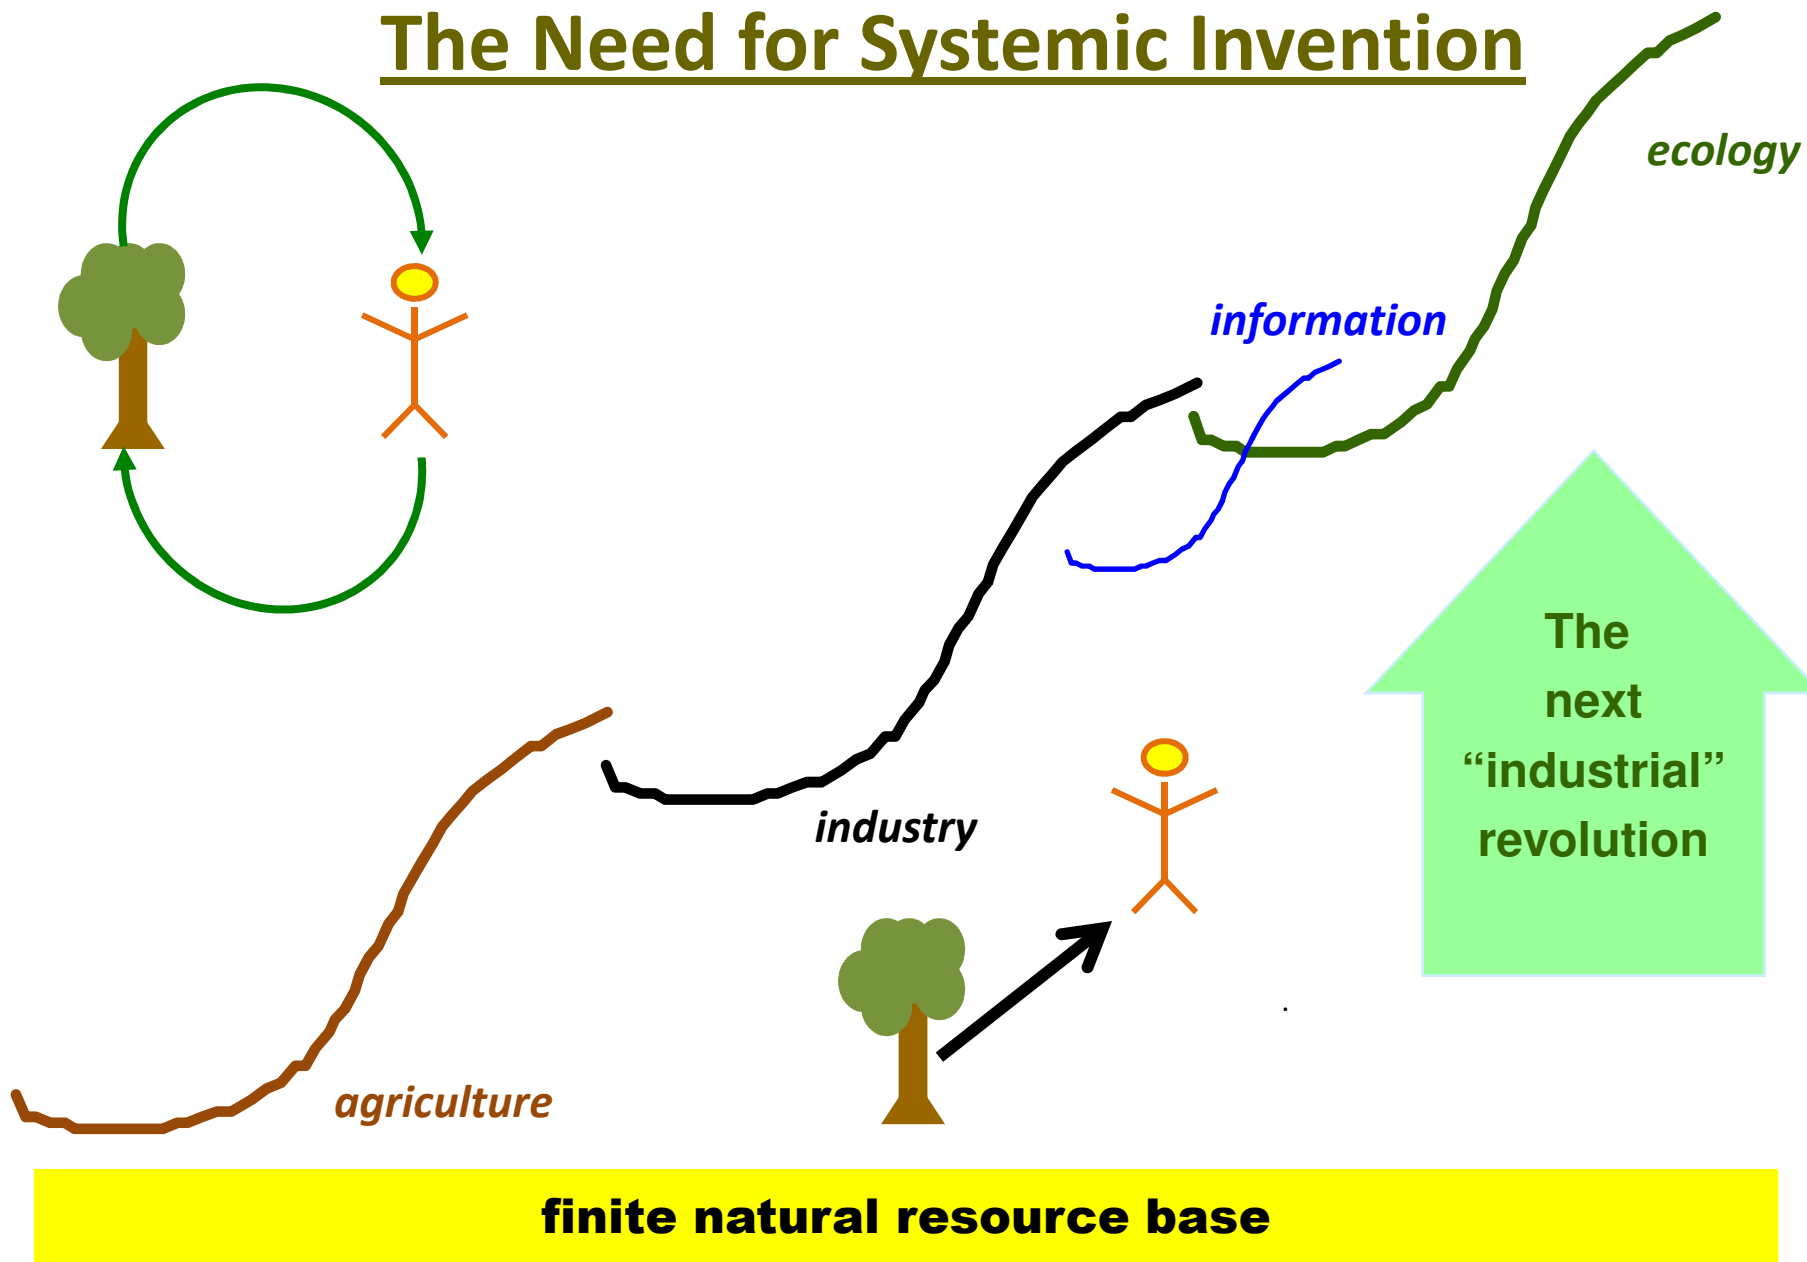 The Need for Systemic Invention
ecology
information
The
next
“industrial”
revolution
industry
agriculture
.
finite natural resource base